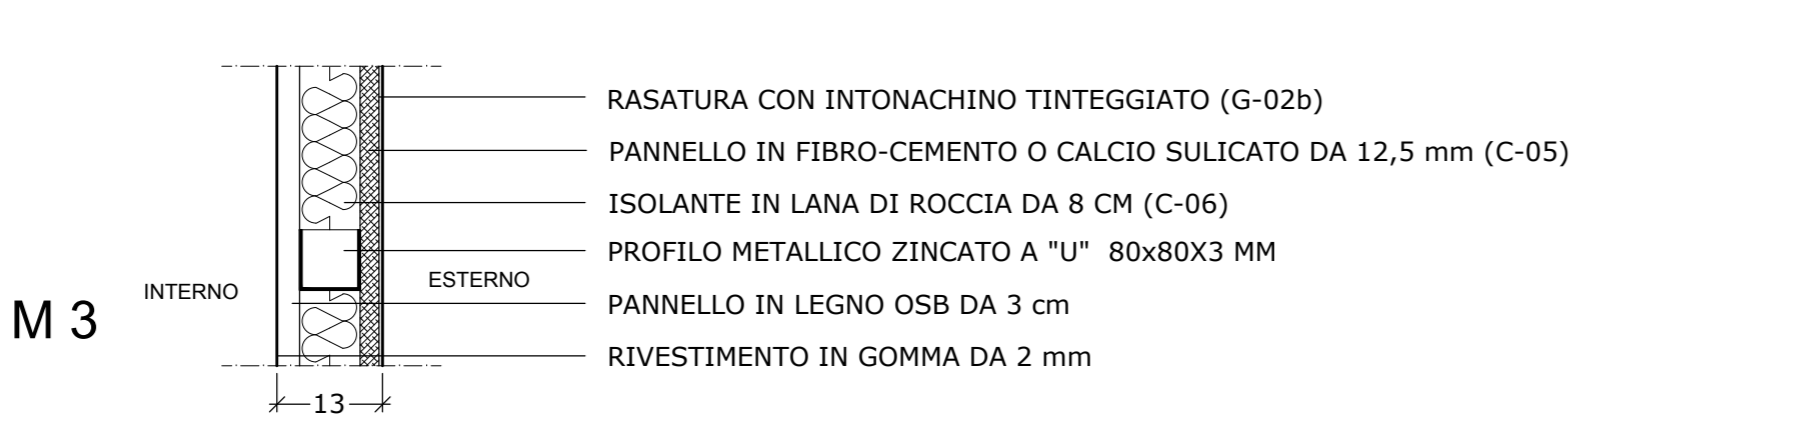 RASATURA CON INTONACHINO TINTEGGIATO (G-02b)
PANNELLO IN FIBRO-CEMENTO O CALCIO SULICATO DA 12,5 mm (C-05)
ISOLANTE IN LANA DI ROCCIA DA 8 CM (C-06)
PROFILO METALLICO ZINCATO A "U" 80x80X3 MM
INTERNO
ESTERNO
M 3
PANNELLO IN LEGNO OSB DA 3 cm
RIVESTIMENTO IN GOMMA DA 2 mm
13